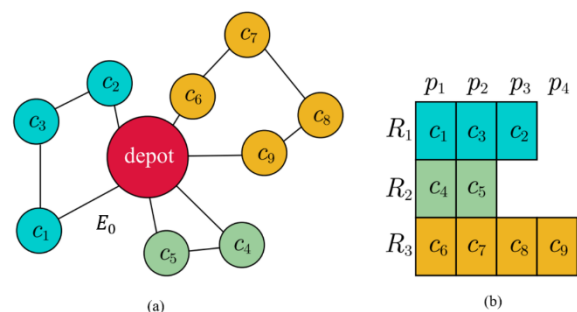 c7
c2
c6
c3
c8
depot
c9
c1
E0
c4
c5
(a)
p1 p2 p3 p4
R1 c1 c3 c2
R2 c4 c5
R3 c6 c7 c8 c9
(b)